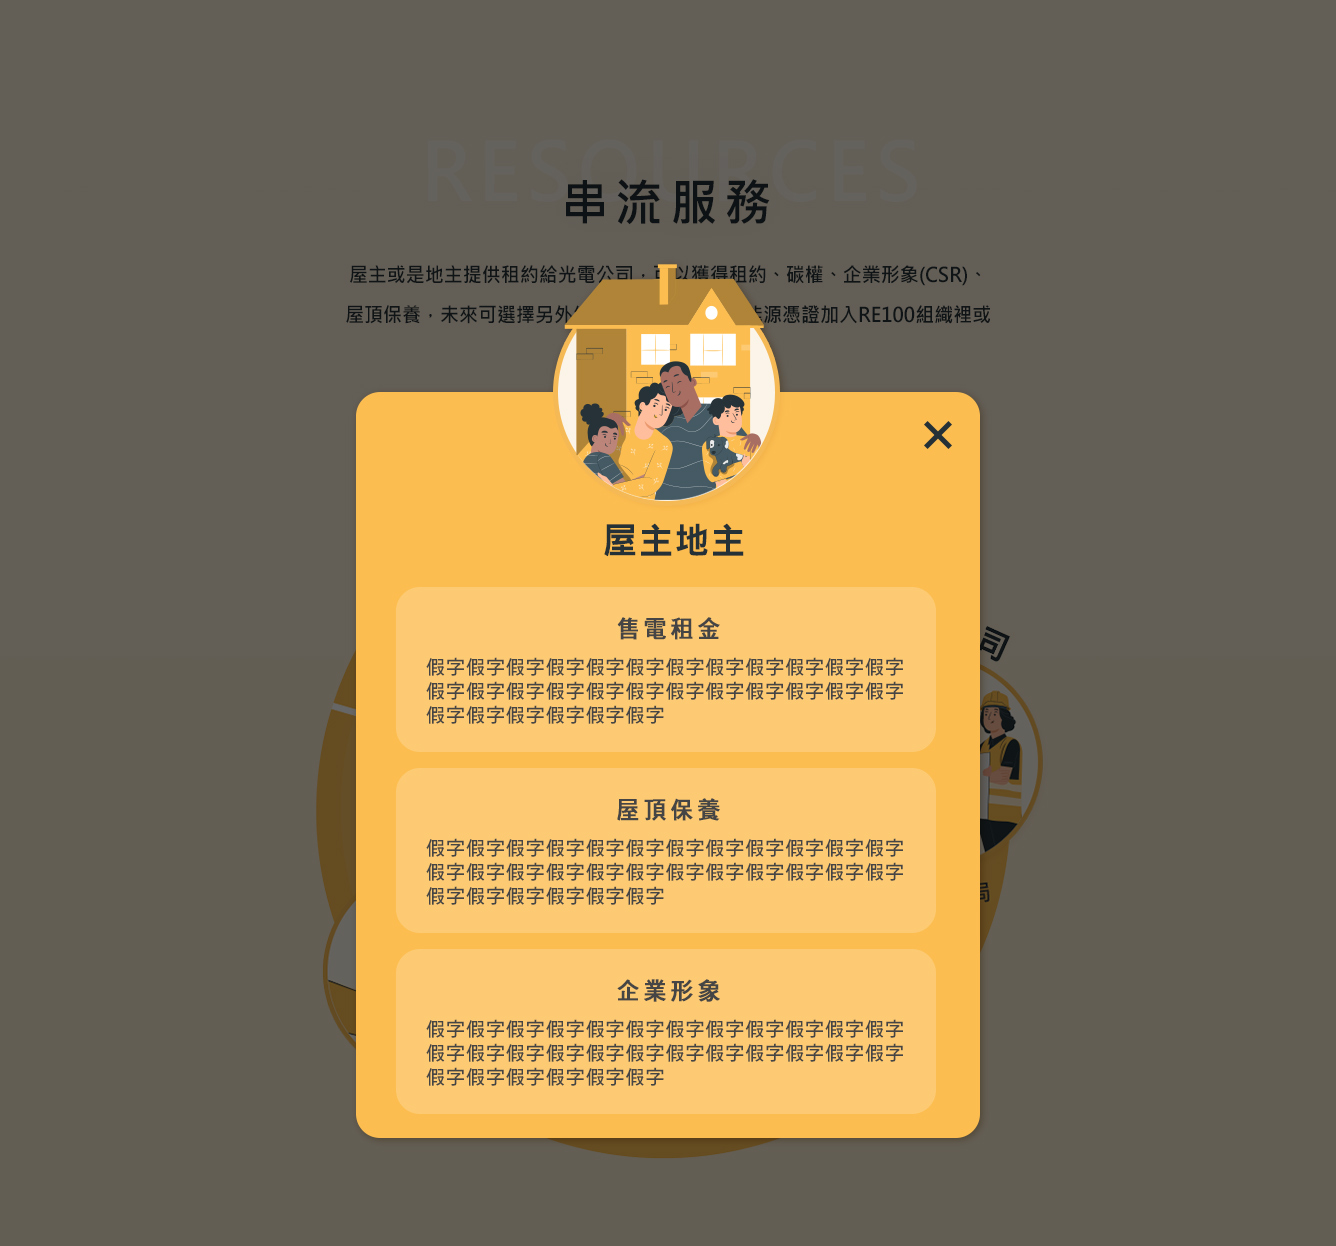 RESOURCES
串流服務
屋主或是地主提供租約給光電公司，可以獲得租約、碳權、企業形象(CSR)、
屋頂保養，未來可選擇另外 源憑證加入RE100組織裡或
屋主地主
售電租金
假字假字假字假字假字假字假字假字假字假字假字假字
假字假字假字假字假字假字假字假字假字假字假字假字
假字假字假字假字假字假字
司
屋頂保養
假字假字假字假字假字假字假字假字假字假字假字假字
假字假字假字假字假字假字假字假字假字假字假字假字
假字假字假字假字假字假字
局
企業形象
假字假字假字假字假字假字假字假字假字假字假字假字
假字假字假字假字假字假字假字假字假字假字假字假字
假字假字假字假字假字假字